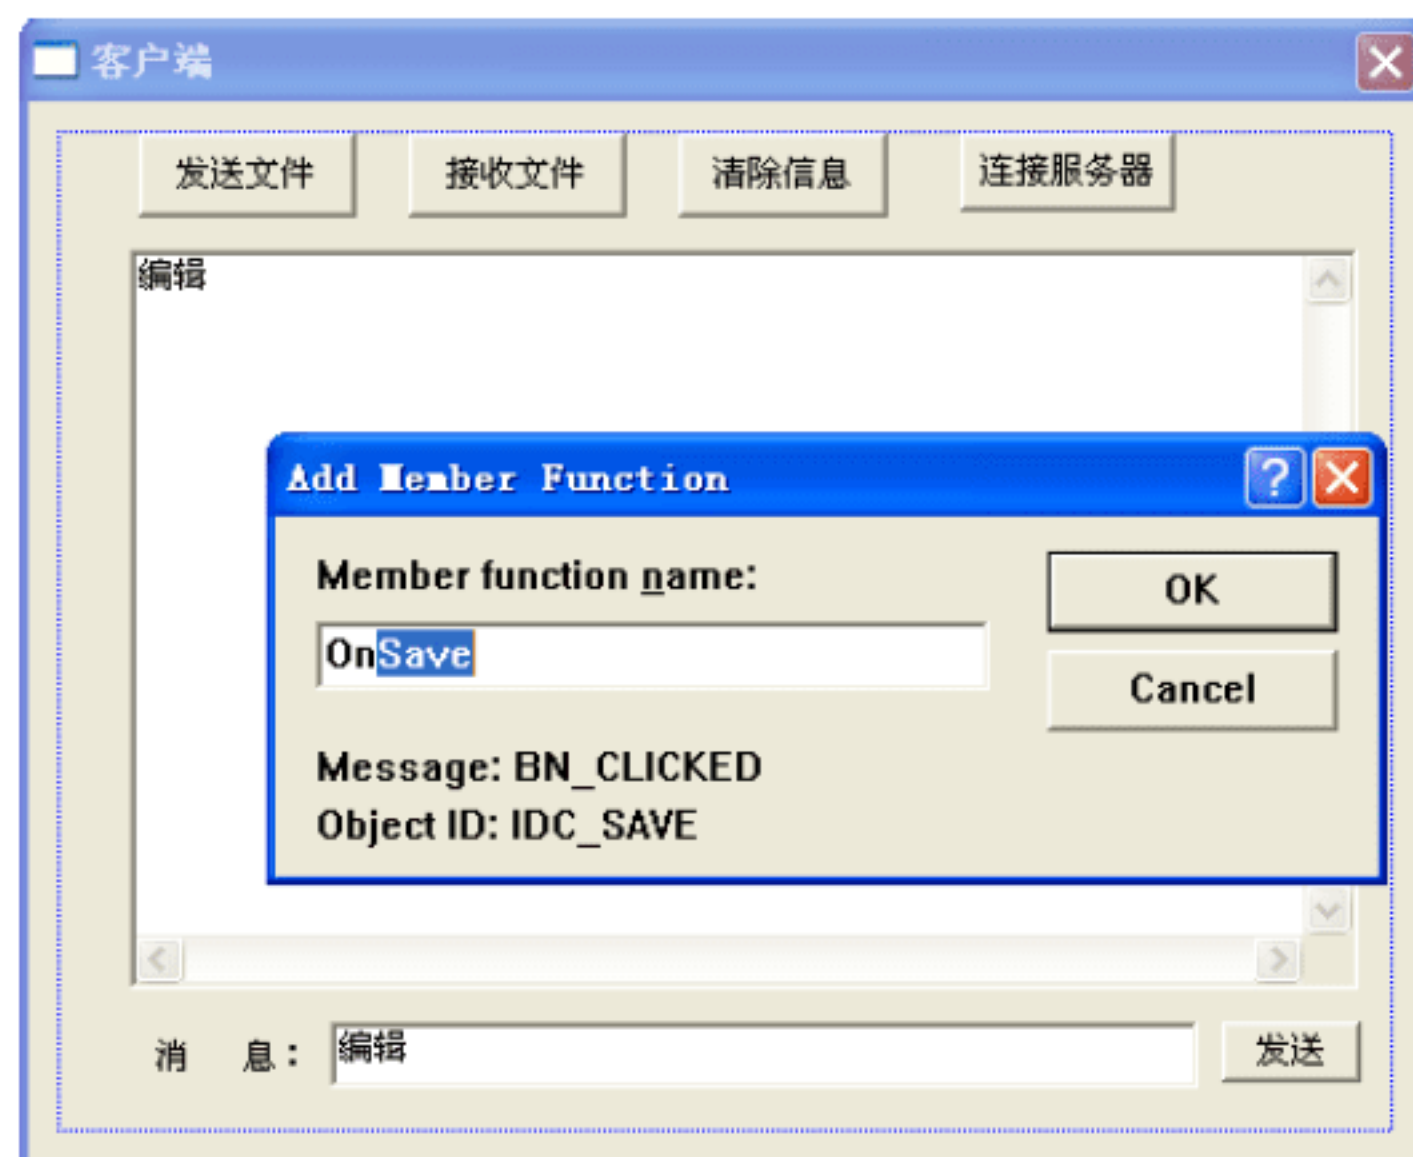 客户端
发送文件 接收文件 清除信息 连接服务器
编辑
Add Member Function
Member function name:
OK
OnSave
Cancel
Message: BN_CLICKED
Object ID: IDC_SAVE
消 息： 编辑 发送